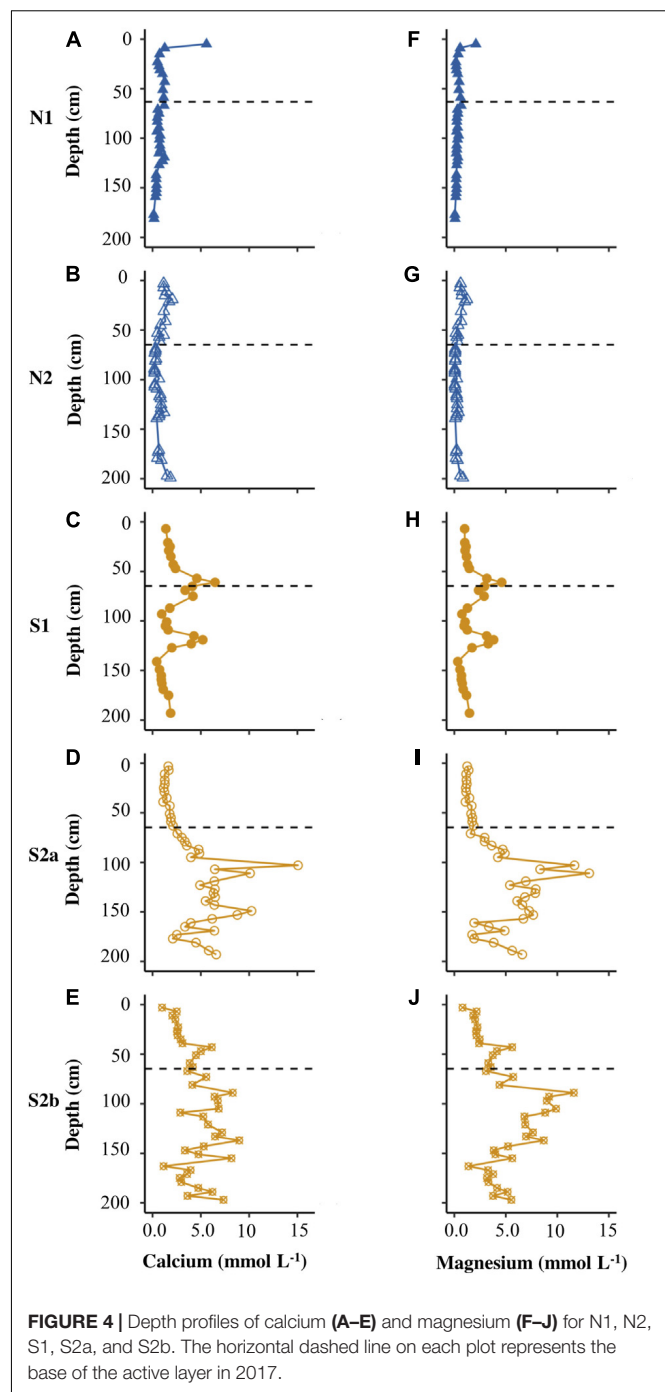 A
F
0
50
100
150
200
N1
Depth (cm)
B
G
0
50
100
150
200
N2
Depth (cm)
C
H
0
50
100
150
200
S1
Depth (cm)
D
I
0
50
100
150
200
S2a
Depth (cm)
E
J
0
50
100
150
200
S2b
Depth (cm)
0.0 5.0 10 15
0.0 5.0 10 15
Calcium (mmol L⁻¹)
Magnesium (mmol L⁻¹)
FIGURE 4 | Depth profiles of calcium (A–E) and magnesium (F–J) for N1, N2,
S1, S2a, and S2b. The horizontal dashed line on each plot represents the
base of the active layer in 2017.